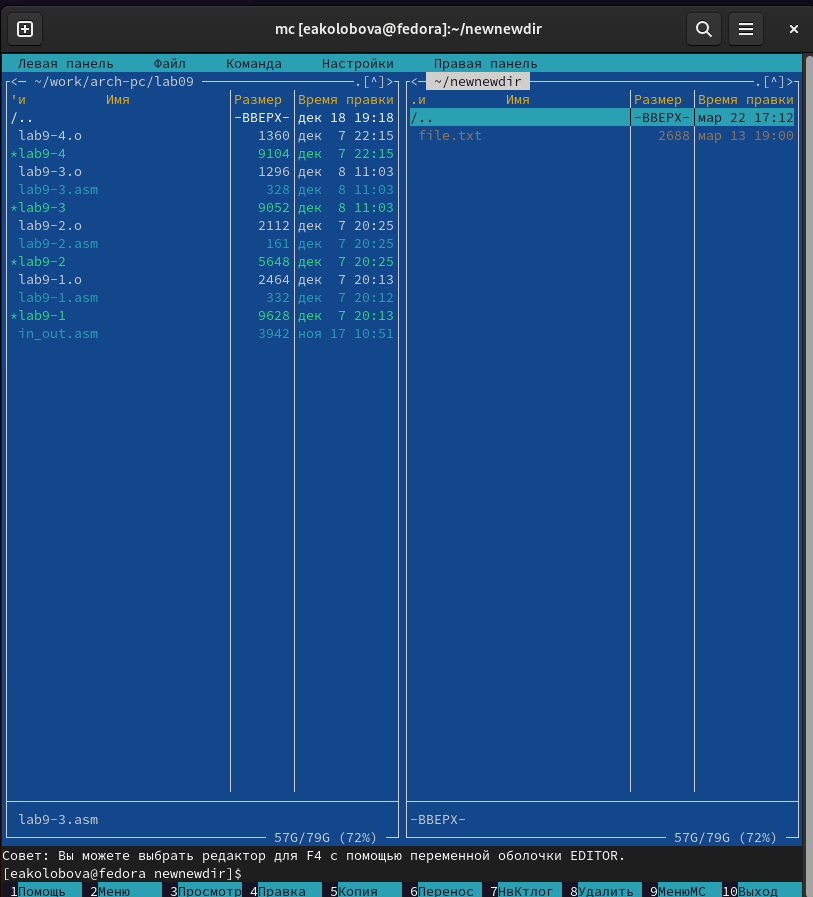 mc [eakolobova@fedora]:~/newnewdir
Левая панель Файл Команда Настройки Правая панель
<─ ~/work/arch-pc/lab09 .[^]> <─ ~/newnewdir .[^]>
'и Имя Размер Время правки .и Имя Размер Время правки
/.. -ВВЕРХ- дек 18 19:18 /.. -ВВЕРХ- мар 22 17:12
lab9-4.o 1360 дек 7 22:15 file.txt 2688 мар 13 19:00
*lab9-4 9104 дек 7 22:15
lab9-3.o 1296 дек 8 11:03
lab9-3.asm 328 дек 8 11:03
*lab9-3 9052 дек 8 11:03
lab9-2.o 2112 дек 7 20:25
lab9-2.asm 161 дек 7 20:25
*lab9-2 5648 дек 7 20:25
lab9-1.o 2464 дек 7 20:13
lab9-1.asm 332 дек 7 20:12
*lab9-1 9628 дек 7 20:13
in_out.asm 3942 ноя 17 10:51
lab9-3.asm -ВВЕРХ-
57G/79G (72%) 57G/79G (72%)
Совет: Вы можете выбрать редактор для F4 с помощью переменной оболочки EDITOR.
[eakolobova@fedora newnewdir]$
1Помощь 2Меню 3Просмотр 4Правка 5Копия 6Перенос 7НвКтлог 8Удалить 9МенюМС 10Выход